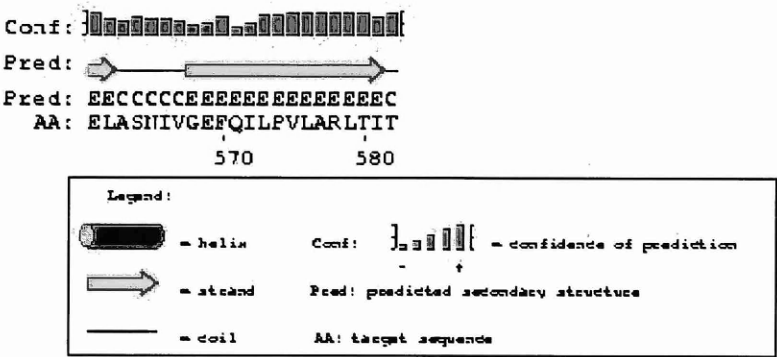 Conf:
Pred:
Pred: EECCCCCEEEEEEEEEEEEEEC
AA: ELASNIVGEFQILPVLARLTIT
570 580
Legend:
= helix Conf: - + = confidence of prediction
= strand Pred: predicted secondary structure
= coil AA: target sequence